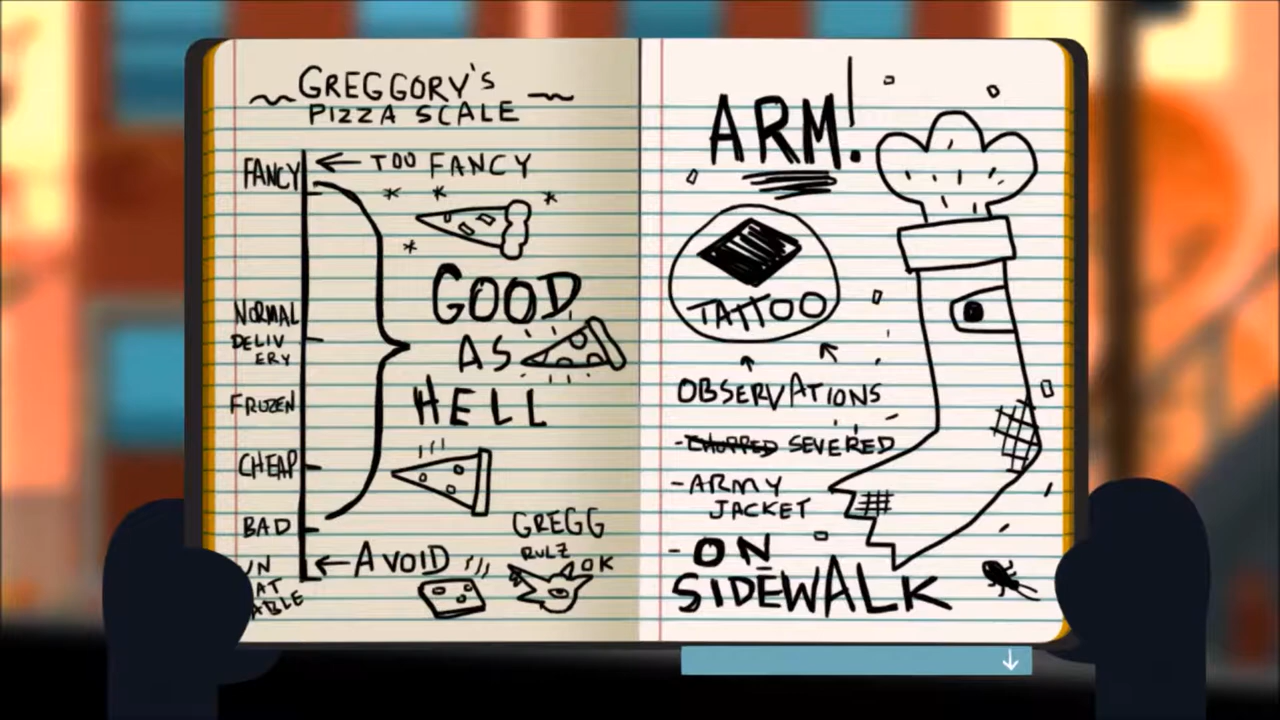 GREGGORY'S
PIZZA SCALE
FANCY
← TOO FANCY
GOOD
AS
HELL
NORMAL
DELIV
ERY
FROZEN
CHEAP
BAD
← AVOID
GREGG
RULZ
OK
ARM!
TATTOO
OBSERVATIONS
- CHOPPED SEVERED
- ARMY
JACKET
- ON
SIDEWALK